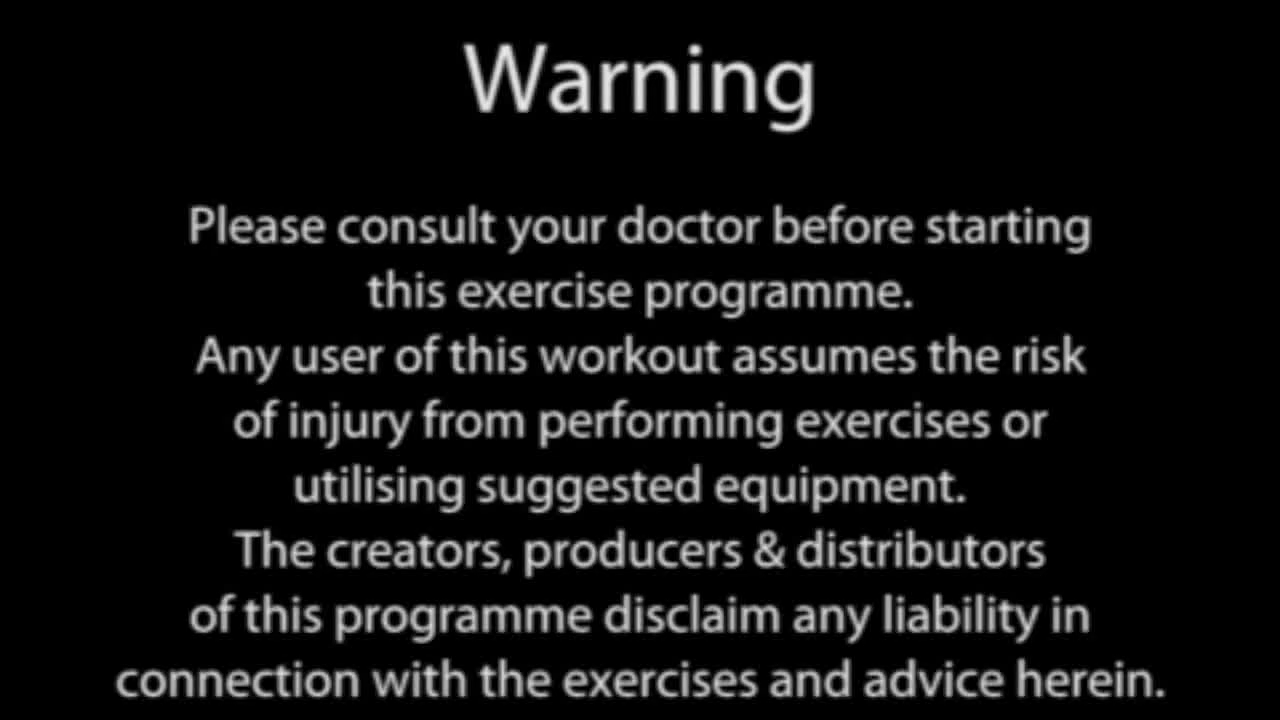 Warning
Please consult your doctor before starting
this exercise programme.
Any user of this workout assumes the risk
of injury from performing exercises or
utilising suggested equipment.
The creators, producers & distributors
of this programme disclaim any liability in
connection with the exercises and advice herein.